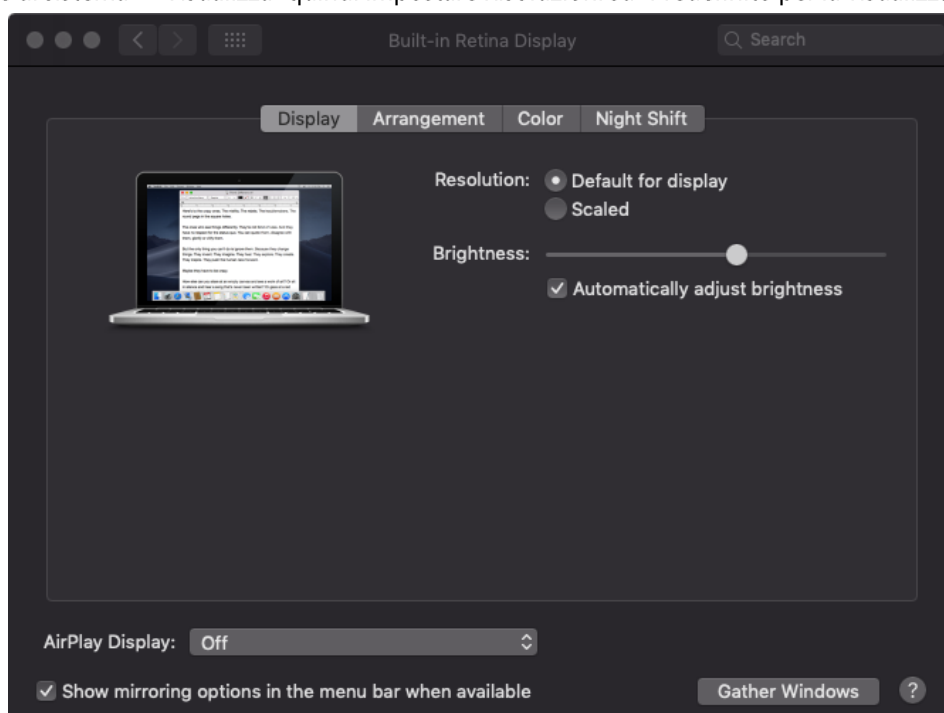 Built-in Retina Display
Search
Display Arrangement Color Night Shift
Resolution: Default for display
Scaled
Brightness:
Automatically adjust brightness
AirPlay Display: Off
Show mirroring options in the menu bar when available
Gather Windows ?